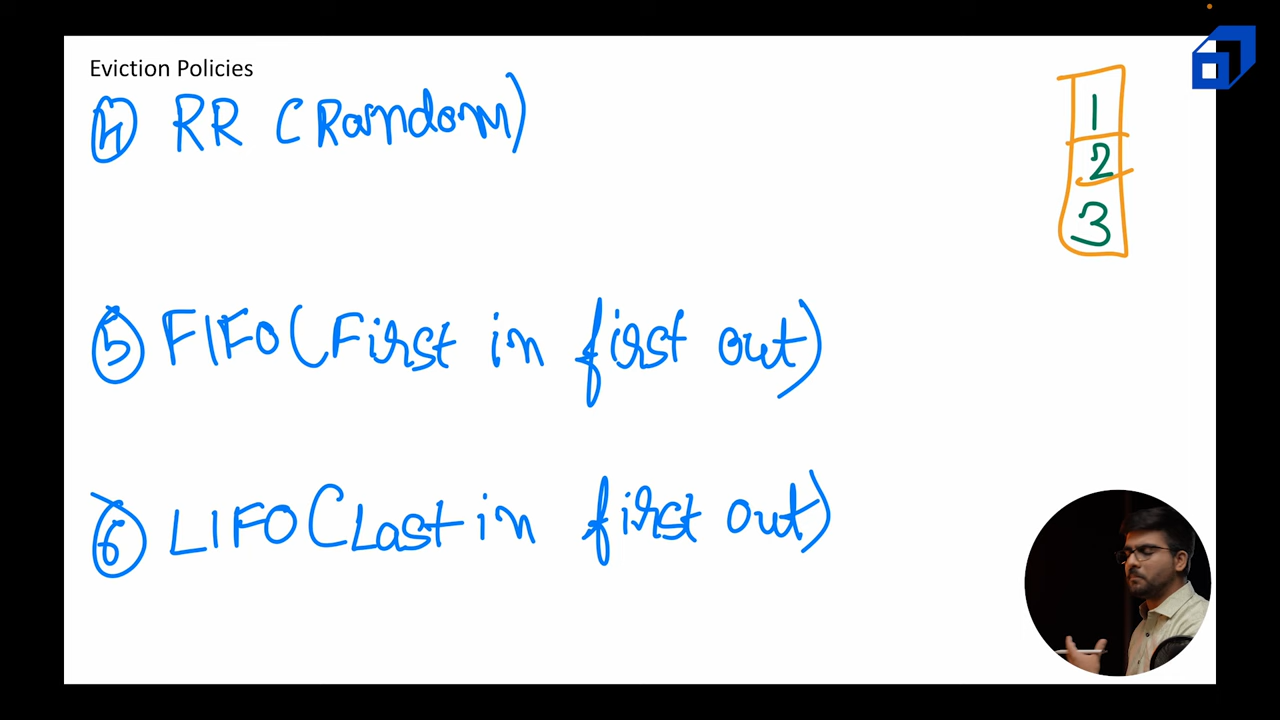 Eviction Policies
4 RR (Random)
1
2
3
5 FIFO (First in first out)
6 LIFO (Last in first out)